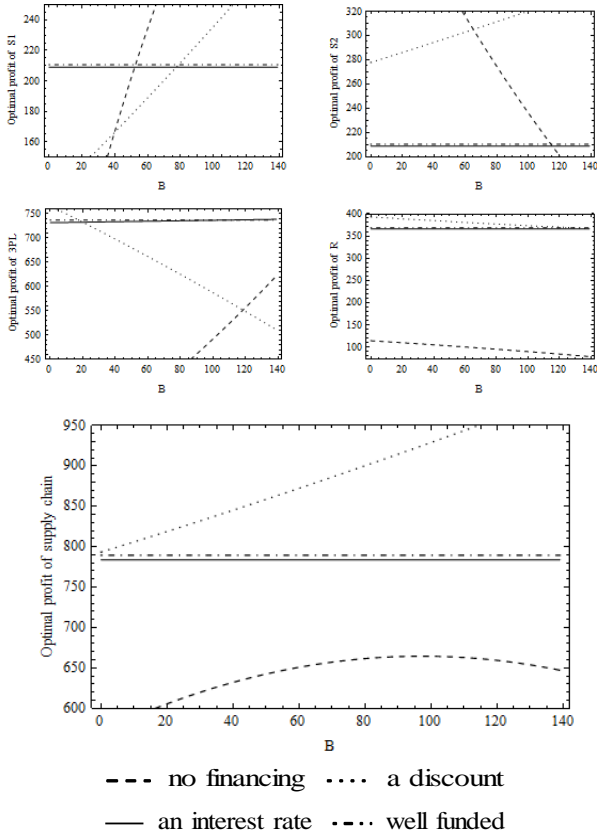 Optimal profit of S1
240
220
200
180
160
0 20 40 60 80 100 120 140
B
Optimal profit of S2
320
300
280
260
240
220
200
0 20 40 60 80 100 120 140
B
Optimal profit of 3PL
750
700
650
600
550
500
450
0 20 40 60 80 100 120 140
B
Optimal profit of R
400
350
300
250
200
150
100
0 20 40 60 80 100 120 140
B
Optimal profit of supply chain
950
900
850
800
750
700
650
600
0 20 40 60 80 100 120 140
B
no financing a discount
an interest rate well funded